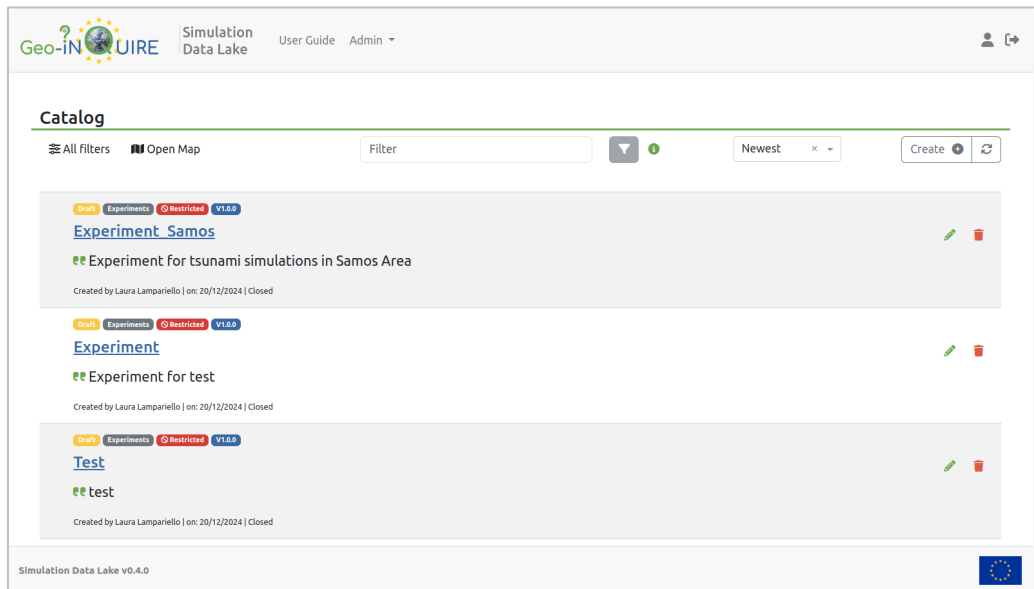 Geo-iNQUIRE
Simulation
Data Lake
User Guide Admin
Catalog
All filters Open Map Filter Newest × Create
Draft Experiments Restricted V1.0.0
Experiment_Samos
Experiment for tsunami simulations in Samos Area
Created by Laura Lampariello | on: 20/12/2024 | Closed
Draft Experiments Restricted V1.0.0
Experiment
Experiment for test
Created by Laura Lampariello | on: 20/12/2024 | Closed
Draft Experiments Restricted V1.0.0
Test
test
Created by Laura Lampariello | on: 20/12/2024 | Closed
Simulation Data Lake v0.4.0